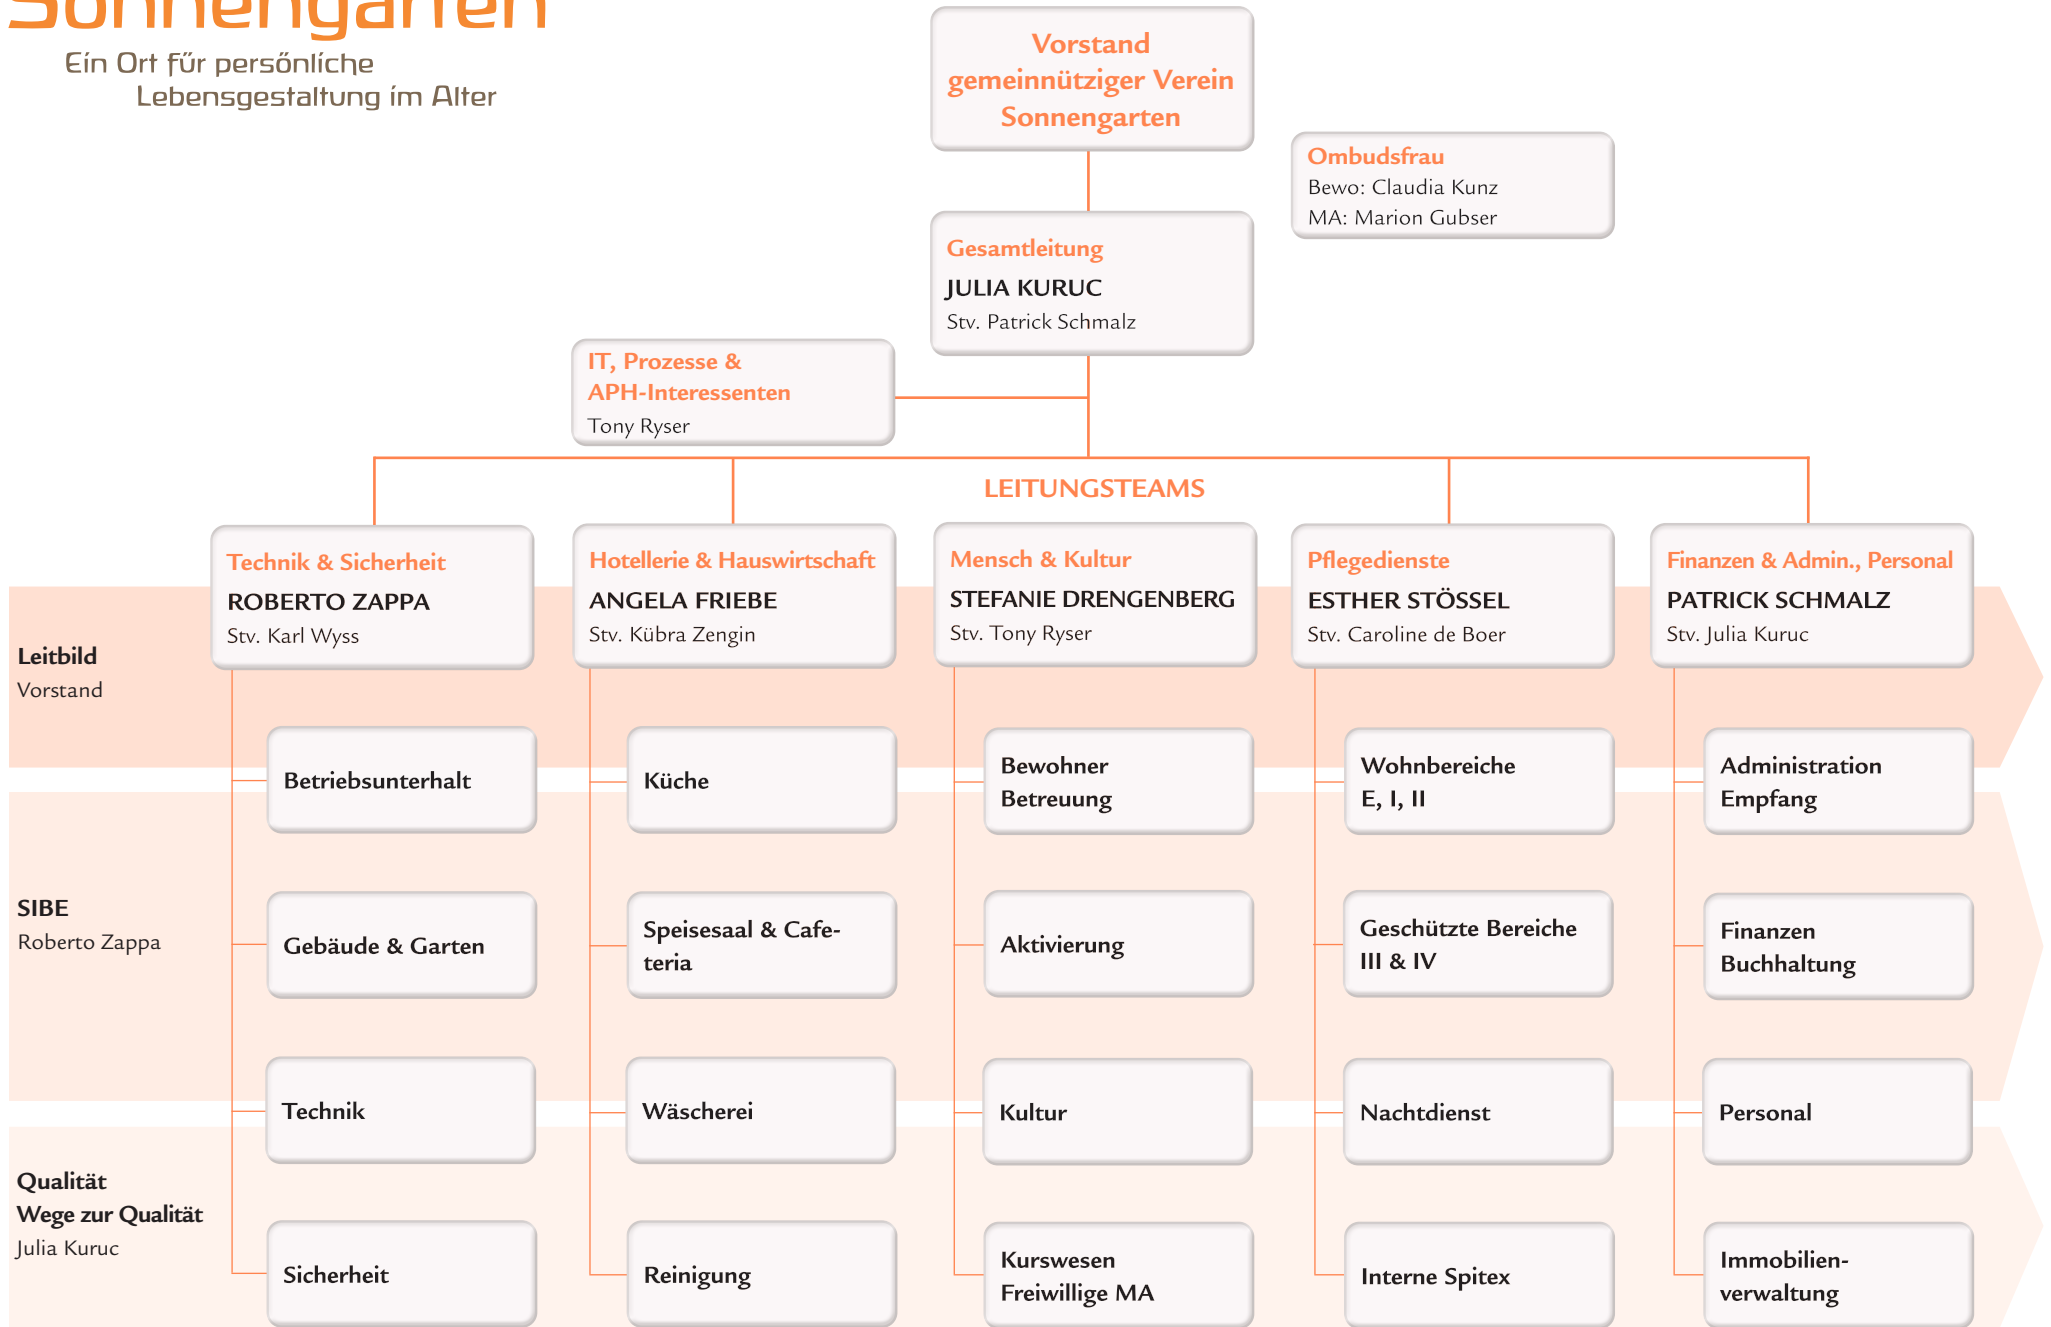 Sonnengarten
Ein Ort für persönliche
Lebensgestaltung im Alter
Vorstand
gemeinnütziger Verein
Sonnengarten
Ombudsfrau
Bewo: Claudia Kunz
MA: Marion Gubser
Gesamtleitung
JULIA KURUC
Stv. Patrick Schmalz
IT, Prozesse &
APH-Interessenten
Tony Ryser
LEITUNGSTEAMS
Technik & Sicherheit
ROBERTO ZAPPA
Stv. Karl Wyss
Hotellerie & Hauswirtschaft
ANGELA FRIEBE
Stv. Kübra Zengin
Mensch & Kultur
STEFANIE DRENGENBERG
Stv. Tony Ryser
Pflegedienste
ESTHER STÖSSEL
Stv. Caroline de Boer
Finanzen & Admin., Personal
PATRICK SCHMALZ
Stv. Julia Kuruc
Leitbild
Vorstand
Betriebsunterhalt
Küche
Bewohner
Betreuung
Wohnbereiche
E, I, II
Administration
Empfang
SIBE
Roberto Zappa
Gebäude & Garten
Speisesaal & Cafe-
teria
Aktivierung
Geschützte Bereiche
III & IV
Finanzen
Buchhaltung
Technik
Wäscherei
Kultur
Nachtdienst
Personal
Qualität
Wege zur Qualität
Julia Kuruc
Sicherheit
Reinigung
Kurswesen
Freiwillige MA
Interne Spitex
Immobilien-
verwaltung